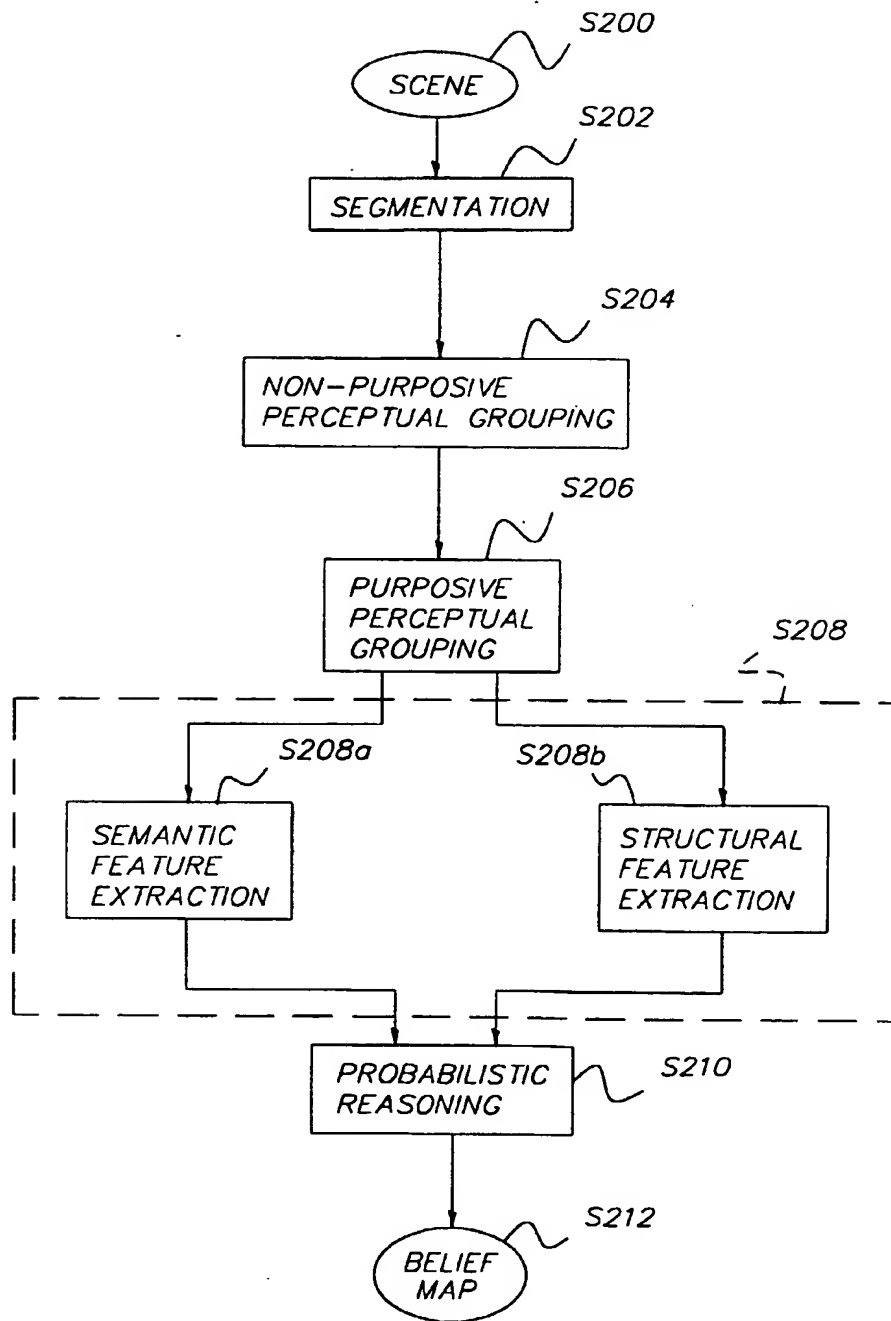 S200
SCENE
S202
SEGMENTATION
S204
NON-PURPOSIVE
PERCEPTUAL GROUPING
S206
PURPOSIVE
PERCEPTUAL
GROUPING
S208
S208a
S208b
SEMANTIC
FEATURE
EXTRACTION
STRUCTURAL
FEATURE
EXTRACTION
PROBABILISTIC
REASONING
S210
S212
BELIEF
MAP